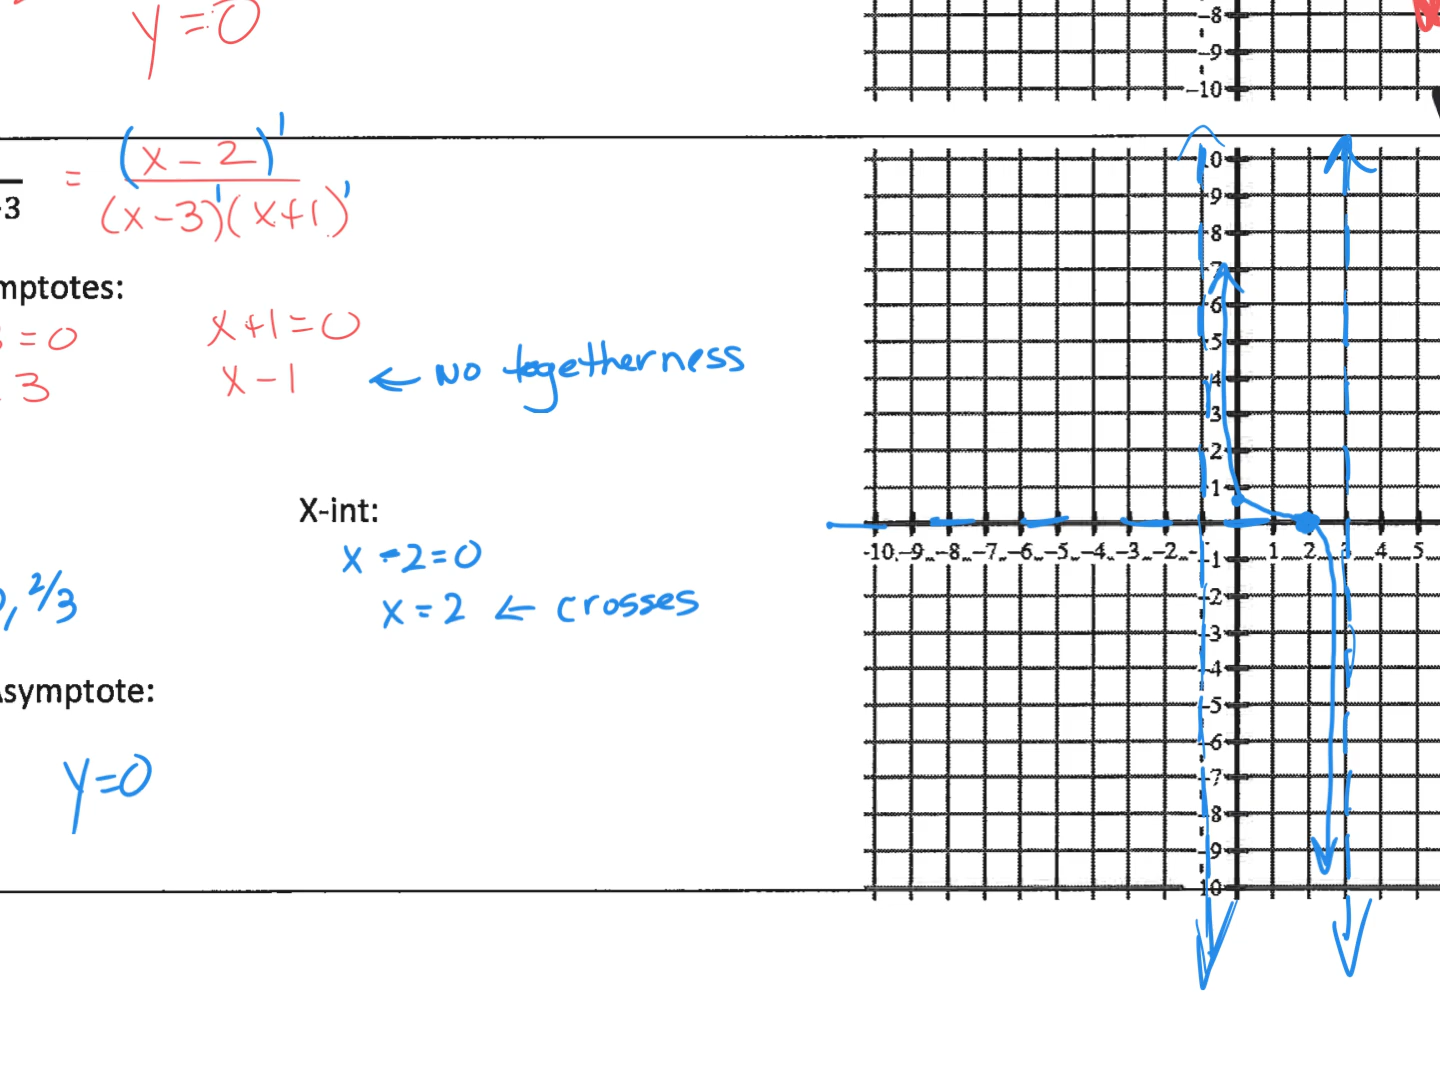 y=0
-8
-9
-10
-3 = (x-2)^1 / (x-3)^1(x+1)^1
mptotes:
=0 x+1=0
3 x-1 ← No togetherness
X-int:
x-2=0
, 2/3 x=2 ← crosses
Asymptote:
y=0
10
9
8
7
6
5
4
3
2
1
-10 -9 -8 -7 -6 -5 -4 -3 -2 - 1 2 3 4 5
-1
-2
-3
-4
-5
-6
-7
-8
-9
10